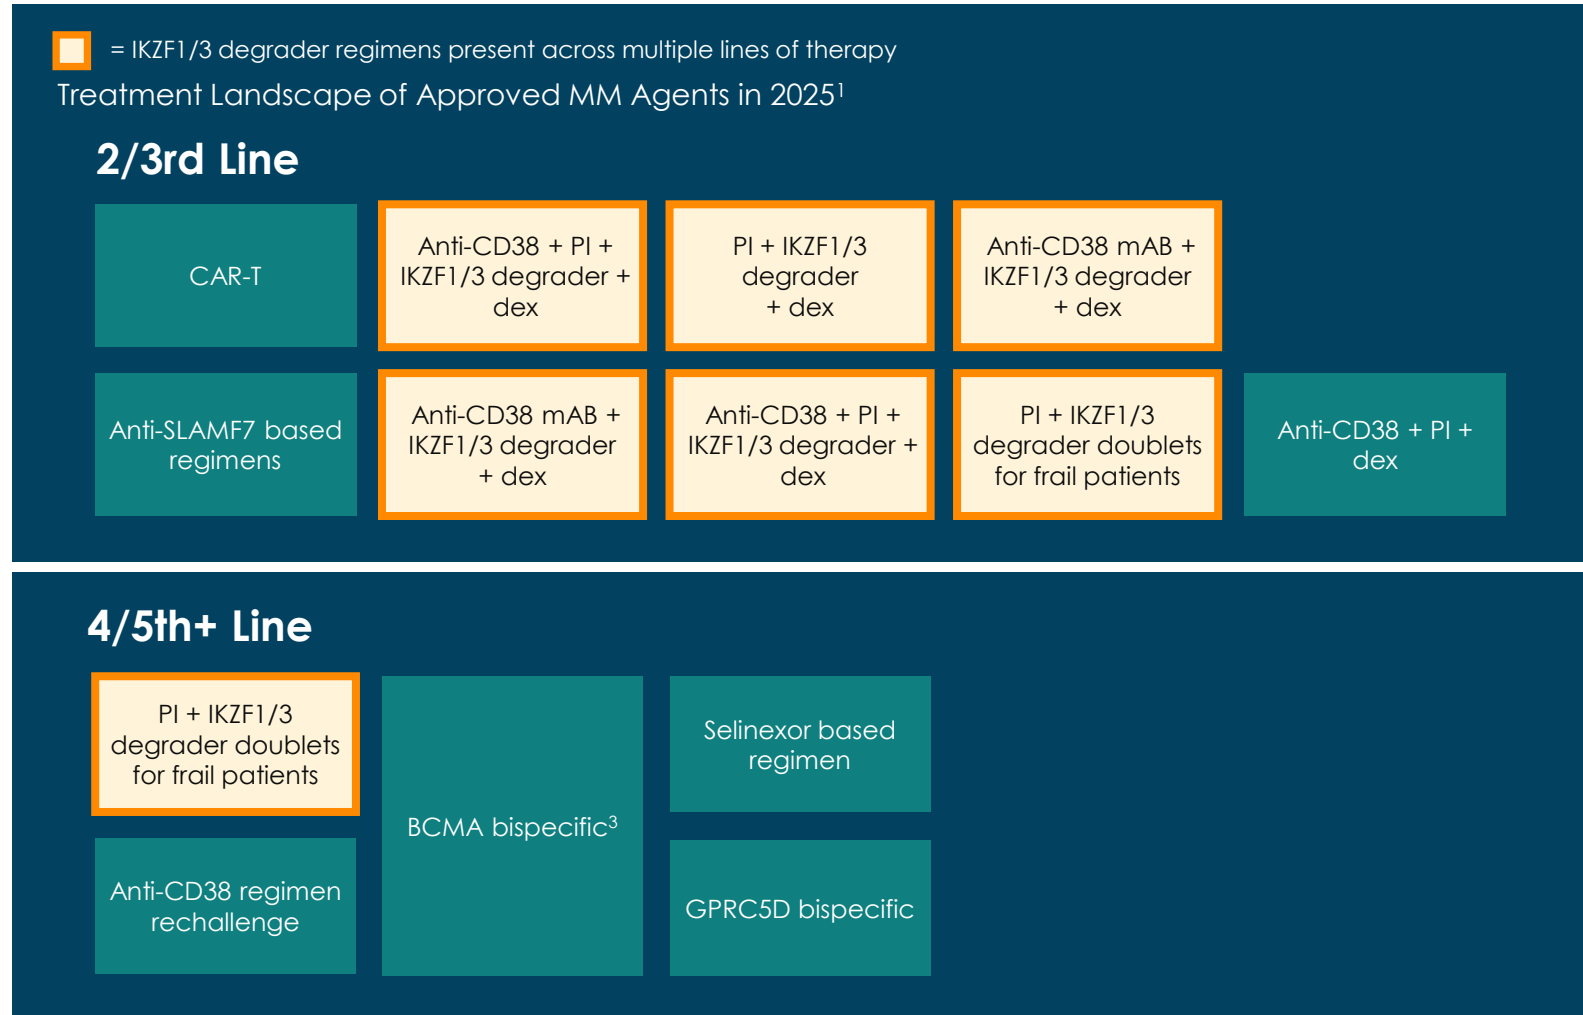 = IKZF1/3 degrader regimens present across multiple lines of therapy
Treatment Landscape of Approved MM Agents in 2025¹
2/3rd Line
CAR-T
Anti-CD38 + PI +
IKZF1/3 degrader +
dex
PI + IKZF1/3
degrader
+ dex
Anti-CD38 mAB +
IKZF1/3 degrader
+ dex
Anti-SLAMF7 based
regimens
Anti-CD38 mAB +
IKZF1/3 degrader
+ dex
Anti-CD38 + PI +
IKZF1/3 degrader +
dex
PI + IKZF1/3
degrader doublets
for frail patients
Anti-CD38 + PI +
dex
4/5th+ Line
PI + IKZF1/3
degrader doublets
for frail patients
BCMA bispecific³
Selinexor based
regimen
Anti-CD38 regimen
rechallenge
GPRC5D bispecific